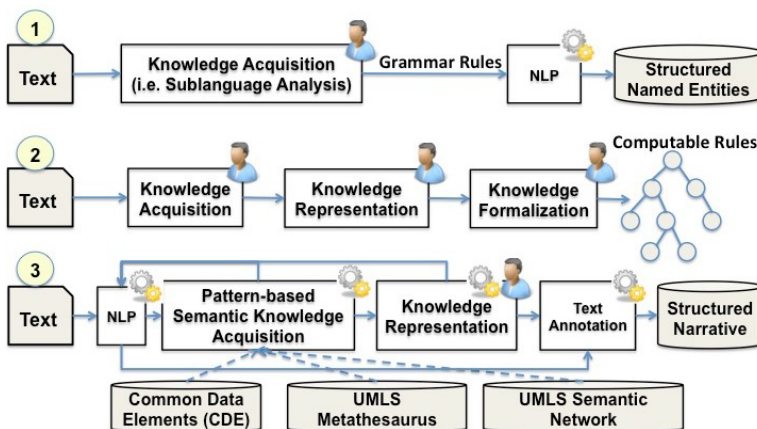 1
Text
Knowledge Acquisition
(i.e. Sublanguage Analysis)
Grammar Rules
NLP
Structured
Named Entities
2
Text
Knowledge
Acquisition
Knowledge
Representation
Knowledge
Formalization
Computable Rules
3
Text
NLP
Pattern-based
Semantic Knowledge
Acquisition
Knowledge
Representation
Text
Annotation
Structured
Narrative
Common Data
Elements (CDE)
UMLS
Metathesaurus
UMLS Semantic
Network